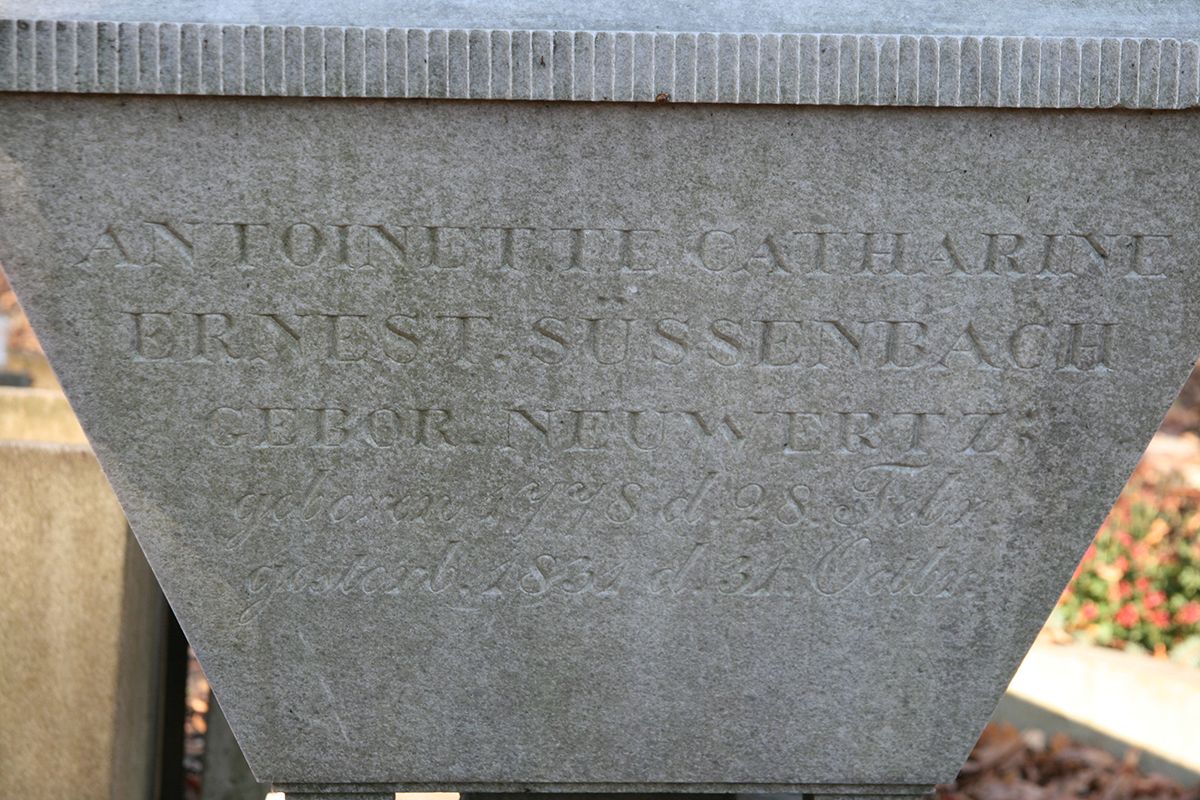 ANTOINETTE CATHARINE
ERNEST. SÜSSENBACH
GEBOR. NEUWERTZ;
geboren 1778 d. 28. Febr.
gestorb. 1831 d. 31. Octbr.